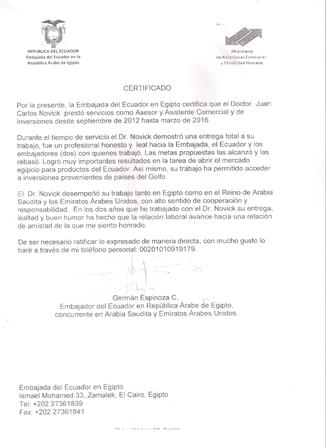 REPUBLICA DEL ECUADOR
Embajada del Ecuador en la
República Árabe de Egipto
Ministerio
de Relaciones Exteriores
y Movilidad Humana
CERTIFICADO
Por la presente, la Embajada del Ecuador en Egipto certifica que el Doctor Juan
Carlos Novick prestó servicios como Asesor y Asistente Comercial y de
Inversiones desde septiembre de 2012 hasta marzo de 2016.
Durante el tiempo de servicio el Dr. Novick demostró una entrega total a su
trabajo, fue un profesional honesto y leal hacia la Embajada, el Ecuador y los
embajadores (dos) con quienes trabajó. Las metas propuestas las alcanzó y las
rebasó. Logró muy importantes resultados en la tarea de abrir el mercado
egipcio para productos del Ecuador. Así mismo, su trabajo ha permitido acceder
a inversiones provenientes de países del Golfo.
El Dr. Novick desempeñó su trabajo tanto en Egipto como en el Reino de Arabia
Saudita y los Emiratos Árabes Unidos, con alto sentido de cooperación y
responsabilidad. En los dos años que he trabajado con el Dr. Novick su entrega,
lealtad y buen humor ha hecho que la relación laboral avance hacia una relación
de amistad de la que me siento honrado.
De ser necesario ratificar lo expresado de manera directa, con mucho gusto lo
haré a través de mi teléfono personal: 00201010919179.
Germán Espinoza C.
Embajador del Ecuador en República Árabe de Egipto,
concurrente en Arabia Saudita y Emiratos Árabes Unidos.
Embajada del Ecuador en Egipto
Ismael Mohamed 33, Zamalek, El Cairo, Egipto
Tel: +202 27361839
Fax: +202 27361841